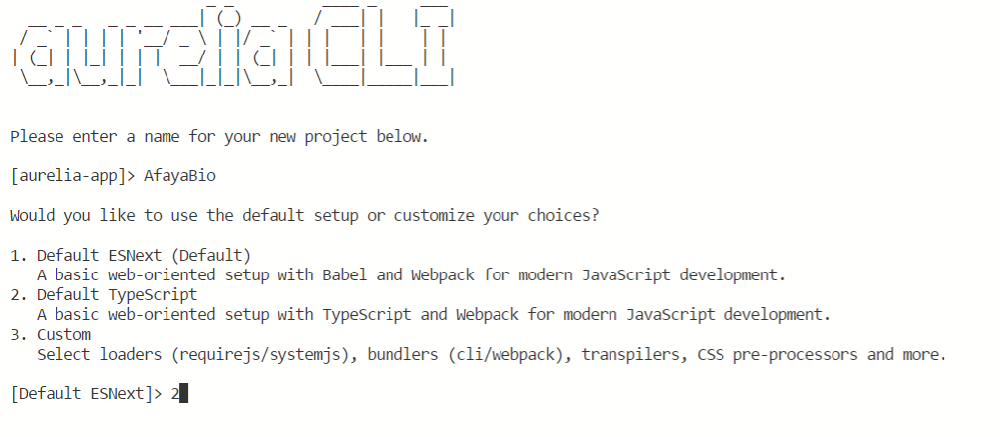 aurelia CLI
Please enter a name for your new project below.
[aurelia-app]> AfayaBio
Would you like to use the default setup or customize your choices?
1. Default ESNext (Default)
A basic web-oriented setup with Babel and Webpack for modern JavaScript development.
2. Default TypeScript
A basic web-oriented setup with TypeScript and Webpack for modern JavaScript development.
3. Custom
Select loaders (requirejs/systemjs), bundlers (cli/webpack), transpilers, CSS pre-processors and more.
[Default ESNext]> 2